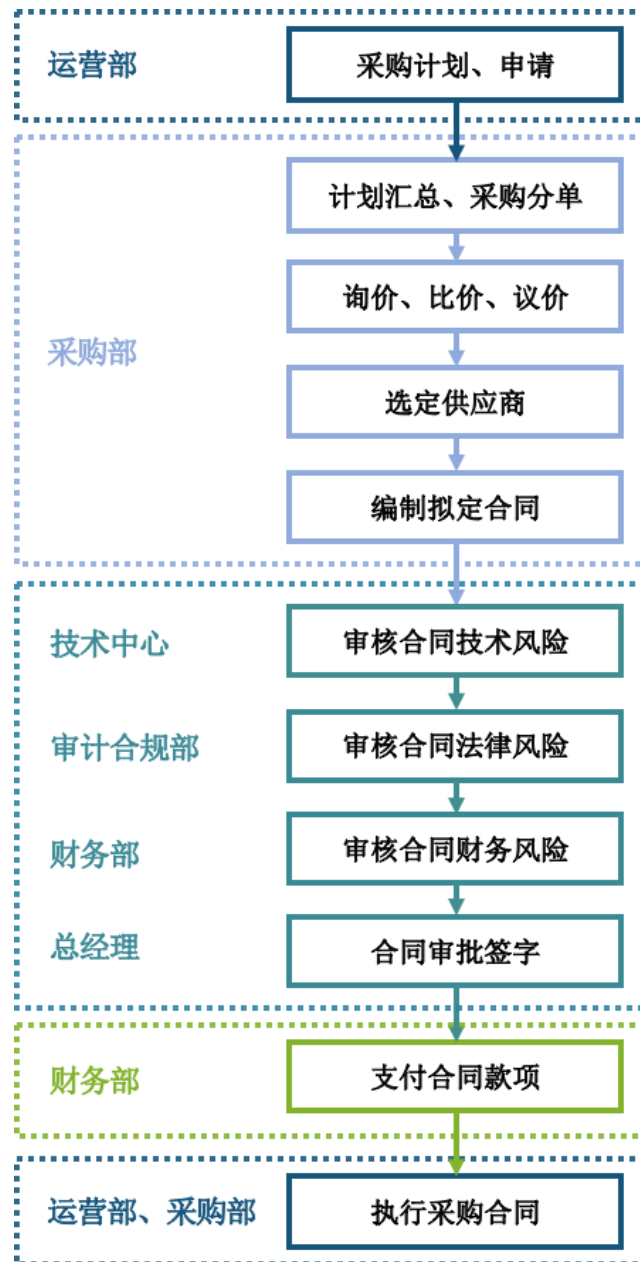 运营部
采购计划、申请
计划汇总、采购分单
询价、比价、议价
采购部
选定供应商
编制拟定合同
技术中心
审核合同技术风险
审计合规部
审核合同法律风险
财务部
审核合同财务风险
总经理
合同审批签字
财务部
支付合同款项
运营部、采购部
执行采购合同